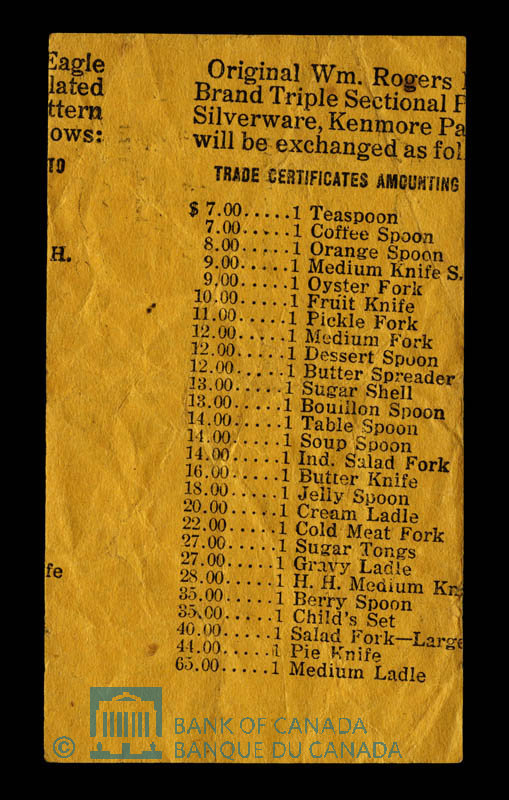 Eagle
lated
ttern
ows:
TO
H.
fe
Original Wm. Rogers
Brand Triple Sectional P
Silverware, Kenmore Pa
will be exchanged as fol
TRADE CERTIFICATES AMOUNTING
$ 7.00.....1 Teaspoon
7.00.....1 Coffee Spoon
8.00.....1 Orange Spoon
9.00.....1 Medium Knife S.
9.00.....1 Oyster Fork
10.00.....1 Fruit Knife
11.00.....1 Pickle Fork
12.00.....1 Medium Fork
12.00.....1 Dessert Spoon
12.00.....1 Butter Spreader
13.00.....1 Sugar Shell
13.00.....1 Bouillon Spoon
14.00.....1 Table Spoon
14.00.....1 Soup Spoon
14.00.....1 Ind. Salad Fork
16.00.....1 Butter Knife
18.00.....1 Jelly Spoon
20.00.....1 Cream Ladle
22.00.....1 Cold Meat Fork
27.00.....1 Sugar Tongs
27.00.....1 Gravy Ladle
28.00.....1 H. H. Medium Kn
35.00.....1 Berry Spoon
35.00.....1 Child's Set
40.00.....1 Salad Fork—Large
44.00.....1 Pie Knife
65.00.....1 Medium Ladle
© BANK OF CANADA
BANQUE DU CANADA